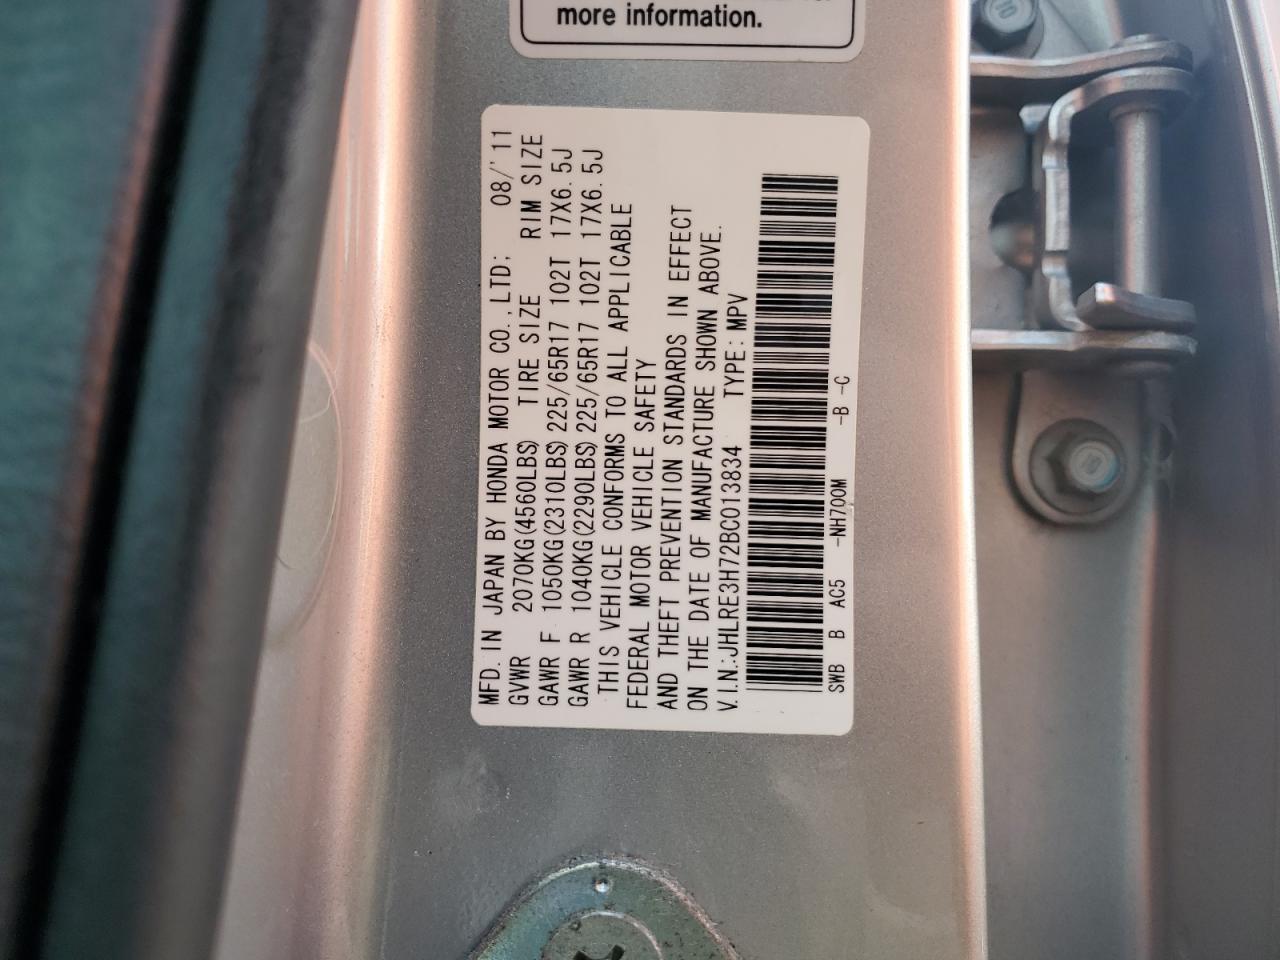 more information.
MFD. IN JAPAN BY HONDA MOTOR CO.,LTD: 08/'11
GVWR 2070KG(4560LBS) TIRE SIZE RIM SIZE
GAWR F 1050KG(2310LBS) 225/65R17 102T 17X6.5J
GAWR R 1040KG(2290LBS) 225/65R17 102T 17X6.5J
THIS VEHICLE CONFORMS TO ALL APPLICABLE
FEDERAL MOTOR VEHICLE SAFETY
AND THEFT PREVENTION STANDARDS IN EFFECT
ON THE DATE OF MANUFACTURE SHOWN ABOVE.
V.I.N.:JHLRE3H72BC013834 TYPE:MPV
SWB B AC5 -NH700M -B -C
10
10